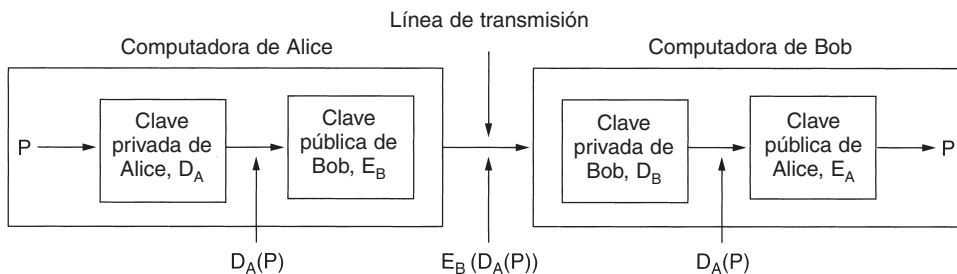 Línea de transmisión
Computadora de Alice
Computadora de Bob
P
Clave
privada de
Alice, D_A
Clave
pública de
Bob, E_B
Clave
privada de
Bob, D_B
Clave
pública de
Alice, E_A
P
D_A(P)
E_B (D_A(P))
D_A(P)